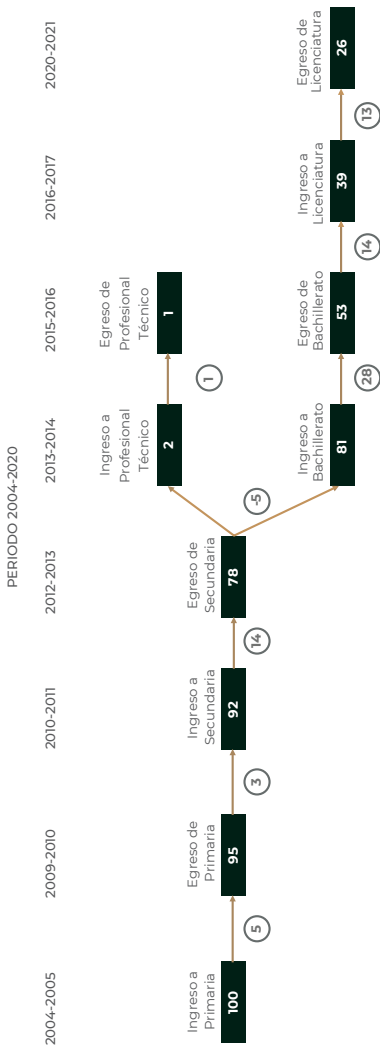 PERIODO 2004-2020
2004-2005
2009-2010
2010-2011
2012-2013
2013-2014
2015-2016
2016-2017
2020-2021
Ingreso a
Profesional
Técnico
2
1
Egreso de
Profesional
Técnico
1
Ingreso a
Primaria
100
5
Egreso de
Primaria
95
3
Ingreso a
Secundaria
92
14
Egreso de
Secundaria
78
-5
Ingreso a
Bachillerato
81
28
Egreso de
Bachillerato
53
14
Ingreso a
Licenciatura
39
13
Egreso de
Licenciatura
26